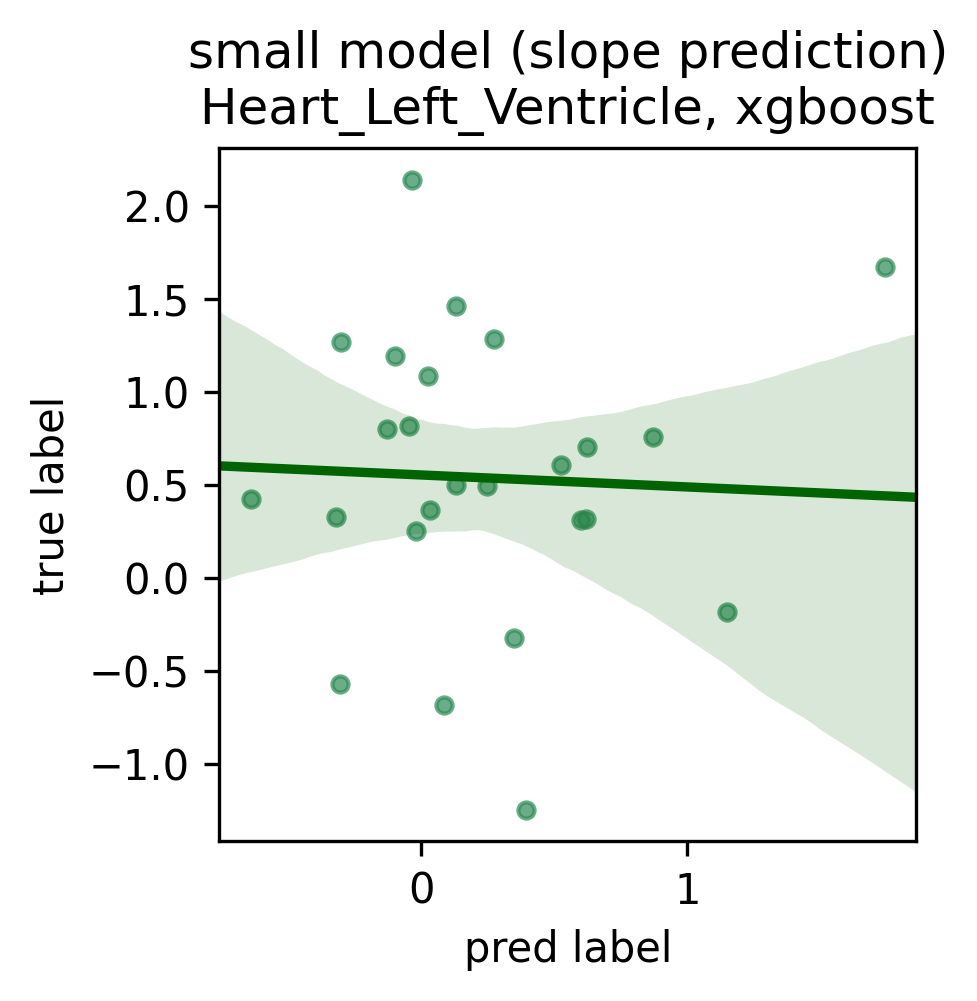 small model (slope prediction)
Heart_Left_Ventricle, xgboost
2.0
1.5
1.0
0.5
0.0
−0.5
−1.0
true label
0 1
pred label